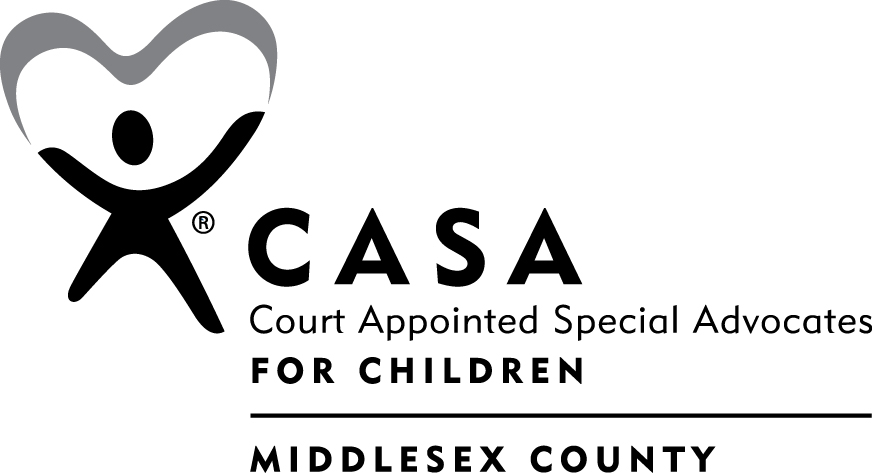 ® CASA
Court Appointed Special Advocates
FOR CHILDREN
MIDDLESEX COUNTY